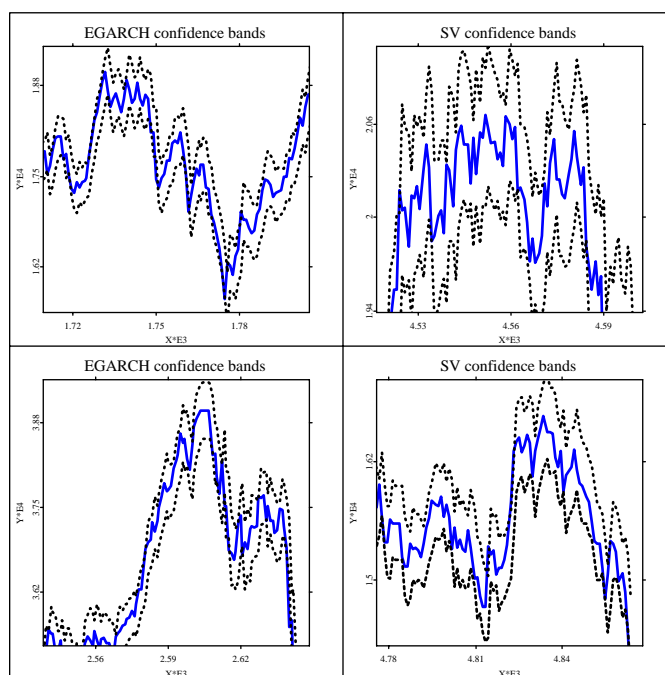 EGARCH confidence bands
Y*E4
1.88
1.75
1.62
1.72
1.75
1.78
X*E3
SV confidence bands
Y*E4
2.06
2
1.94
4.53
4.56
4.59
X*E3
EGARCH confidence bands
Y*E4
3.88
3.75
3.62
2.56
2.59
2.62
X*E3
SV confidence bands
Y*E4
1.62
1.5
4.78
4.81
4.84
X*E3